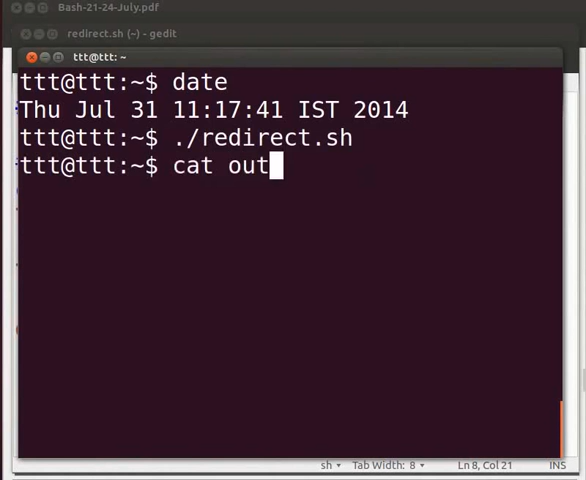 Bash-21-24-July.pdf
redirect.sh (~) - gedit
ttt@ttt: ~
ttt@ttt:~$ date
Thu Jul 31 11:17:41 IST 2014
ttt@ttt:~$ ./redirect.sh
ttt@ttt:~$ cat out
sh Tab Width: 8 Ln 8, Col 21 INS